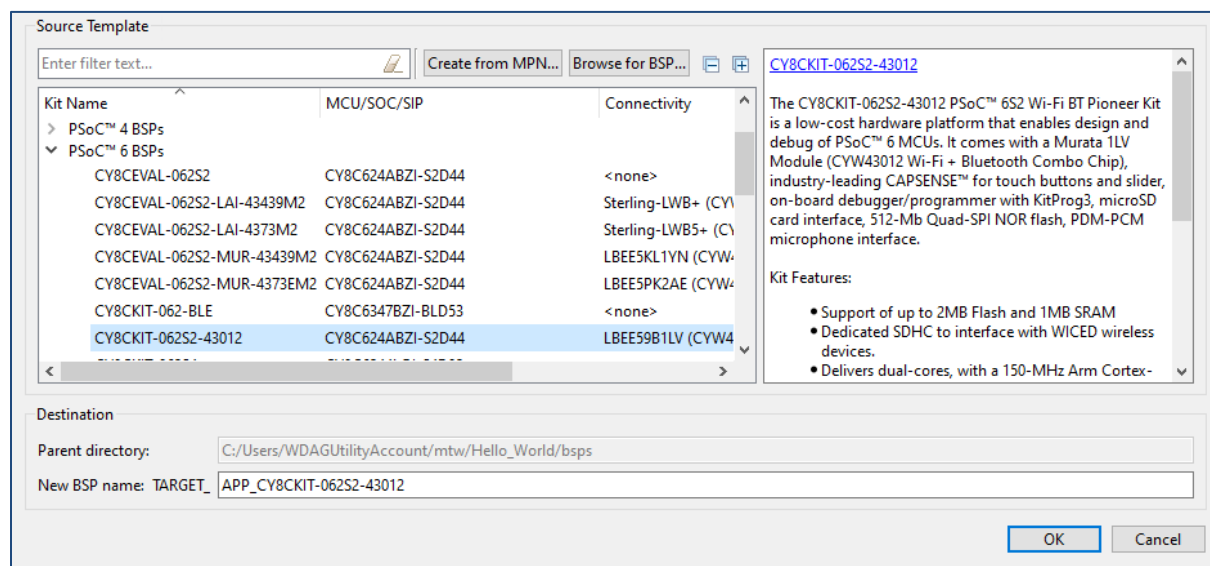 Source Template
Enter filter text...
Create from MPN... Browse for BSP...
Kit Name MCU/SOC/SIP Connectivity
PSoC™ 4 BSPs
PSoC™ 6 BSPs
CY8CEVAL-062S2 CY8C624ABZI-S2D44 <none>
CY8CEVAL-062S2-LAI-43439M2 CY8C624ABZI-S2D44 Sterling-LWB+ (CY
CY8CEVAL-062S2-LAI-4373M2 CY8C624ABZI-S2D44 Sterling-LWB5+ (CY
CY8CEVAL-062S2-MUR-43439M2 CY8C624ABZI-S2D44 LBEE5KL1YN (CYW
CY8CEVAL-062S2-MUR-4373EM2 CY8C624ABZI-S2D44 LBEE5PK2AE (CYW
CY8CKIT-062-BLE CY8C6347BZI-BLD53 <none>
CY8CKIT-062S2-43012 CY8C624ABZI-S2D44 LBEE59B1LV (CYW4
CY8CKIT-062S2-43012
The CY8CKIT-062S2-43012 PSoC™ 6S2 Wi-Fi BT Pioneer Kit
is a low-cost hardware platform that enables design and
debug of PSoC™ 6 MCUs. It comes with a Murata 1LV
Module (CYW43012 Wi-Fi + Bluetooth Combo Chip),
industry-leading CAPSENSE™ for touch buttons and slider,
on-board debugger/programmer with KitProg3, microSD
card interface, 512-Mb Quad-SPI NOR flash, PDM-PCM
microphone interface.
Kit Features:
• Support of up to 2MB Flash and 1MB SRAM
• Dedicated SDHC to interface with WICED wireless
devices.
• Delivers dual-cores, with a 150-MHz Arm Cortex-
Destination
Parent directory: C:/Users/WDAGUtilityAccount/mtw/Hello_World/bsps
New BSP name: TARGET_ APP_CY8CKIT-062S2-43012
OK Cancel